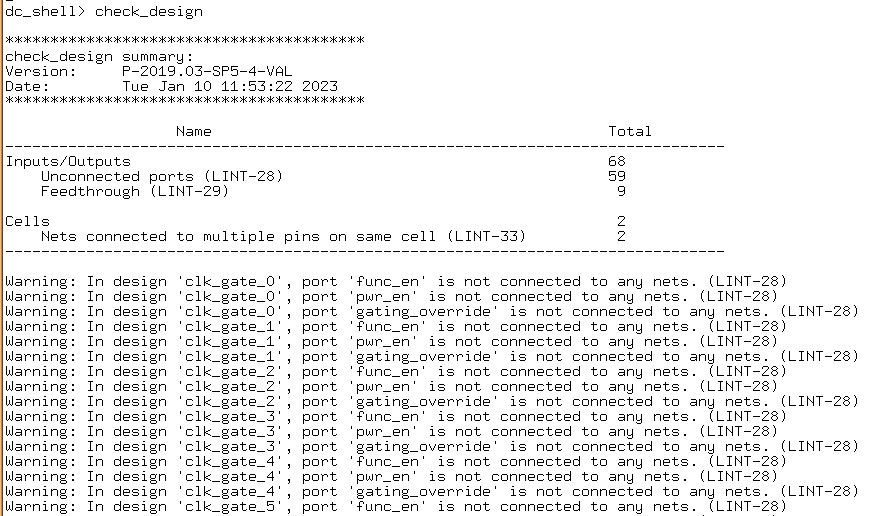 dc_shell> check_design
****************************************
check_design summary:
Version:     P-2019.03-SP5-4-VAL
Date:        Tue Jan 10 11:53:22 2023
****************************************
                   Name                                            Total
--------------------------------------------------------------------------------
Inputs/Outputs                                                     68
    Unconnected ports (LINT-28)                                    59
    Feedthrough (LINT-29)                                           9
Cells                                                               2
    Nets connected to multiple pins on same cell (LINT-33)          2
--------------------------------------------------------------------------------
Warning: In design 'clk_gate_0', port 'func_en' is not connected to any nets. (LINT-28)
Warning: In design 'clk_gate_0', port 'pwr_en' is not connected to any nets. (LINT-28)
Warning: In design 'clk_gate_0', port 'gating_override' is not connected to any nets. (LINT-28)
Warning: In design 'clk_gate_1', port 'func_en' is not connected to any nets. (LINT-28)
Warning: In design 'clk_gate_1', port 'pwr_en' is not connected to any nets. (LINT-28)
Warning: In design 'clk_gate_1', port 'gating_override' is not connected to any nets. (LINT-28)
Warning: In design 'clk_gate_2', port 'func_en' is not connected to any nets. (LINT-28)
Warning: In design 'clk_gate_2', port 'pwr_en' is not connected to any nets. (LINT-28)
Warning: In design 'clk_gate_2', port 'gating_override' is not connected to any nets. (LINT-28)
Warning: In design 'clk_gate_3', port 'func_en' is not connected to any nets. (LINT-28)
Warning: In design 'clk_gate_3', port 'pwr_en' is not connected to any nets. (LINT-28)
Warning: In design 'clk_gate_3', port 'gating_override' is not connected to any nets. (LINT-28)
Warning: In design 'clk_gate_4', port 'func_en' is not connected to any nets. (LINT-28)
Warning: In design 'clk_gate_4', port 'pwr_en' is not connected to any nets. (LINT-28)
Warning: In design 'clk_gate_4', port 'gating_override' is not connected to any nets. (LINT-28)
Warning: In design 'clk_gate_5', port 'func_en' is not connected to any nets. (LINT-28)